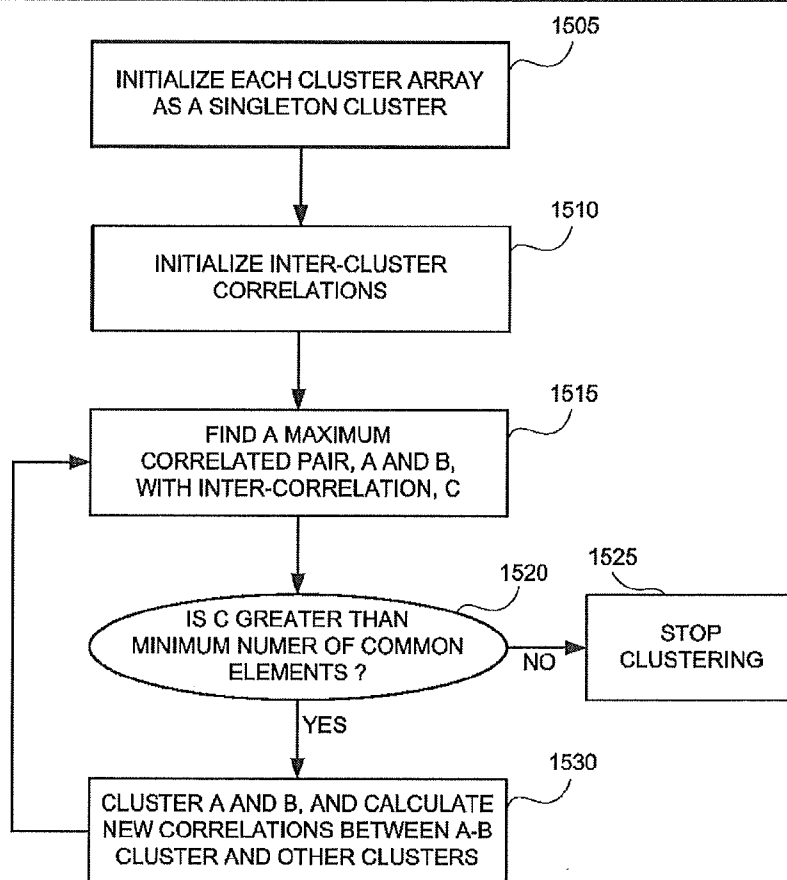 1505
INITIALIZE EACH CLUSTER ARRAY
AS A SINGLETON CLUSTER
1510
INITIALIZE INTER-CLUSTER
CORRELATIONS
1515
FIND A MAXIMUM
CORRELATED PAIR, A AND B,
WITH INTER-CORRELATION, C
1520
IS C GREATER THAN
MINIMUM NUMER OF COMMON
ELEMENTS ?
1525
STOP
CLUSTERING
NO
YES
1530
CLUSTER A AND B, AND CALCULATE
NEW CORRELATIONS BETWEEN A-B
CLUSTER AND OTHER CLUSTERS